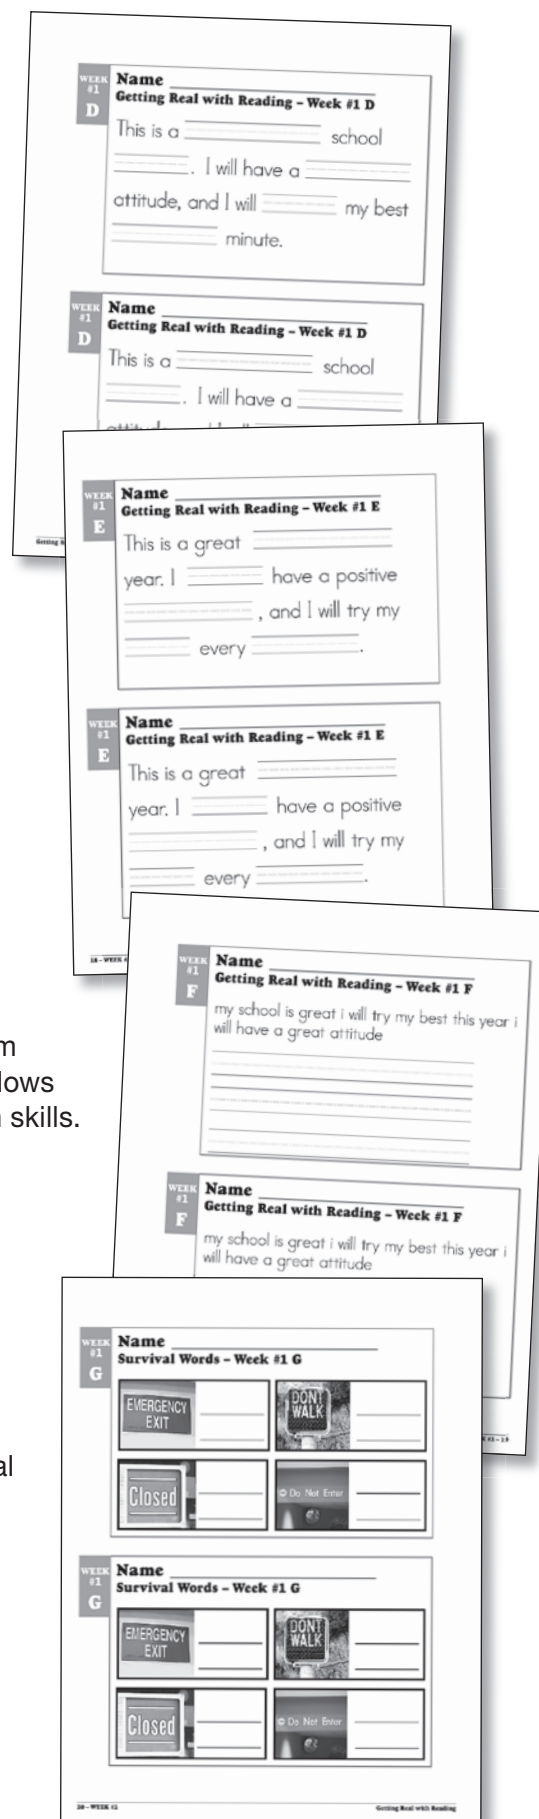 WEEK
#1
D
Name
Getting Real with Reading – Week #1 D
This is a school
. I will have a
attitude, and I will my best
minute.
WEEK
#1
D
Name
Getting Real with Reading – Week #1 D
This is a school
. I will have a
WEEK
#1
E
Name
Getting Real with Reading – Week #1 E
This is a great
year. I have a positive
, and I will try my
every .
WEEK
#1
E
Name
Getting Real with Reading – Week #1 E
This is a great
year. I have a positive
, and I will try my
every .
18 – WEEK
WEEK
#1
F
Name
Getting Real with Reading – Week #1 F
my school is great i will try my best this year i
will have a great attitude
skills.
WEEK
#1
F
Name
Getting Real with Reading – Week #1 F
my school is great i will try my best this year i
will have a great attitude
WEEK
#1
G
Name
Survival Words – Week #1 G
EMERGENCY
EXIT
DONT
WALK
Closed
Do Not Enter
WEEK
#1
G
Name
Survival Words – Week #1 G
EMERGENCY
EXIT
DONT
WALK
Closed
Do Not Enter
Getting Real with Reading